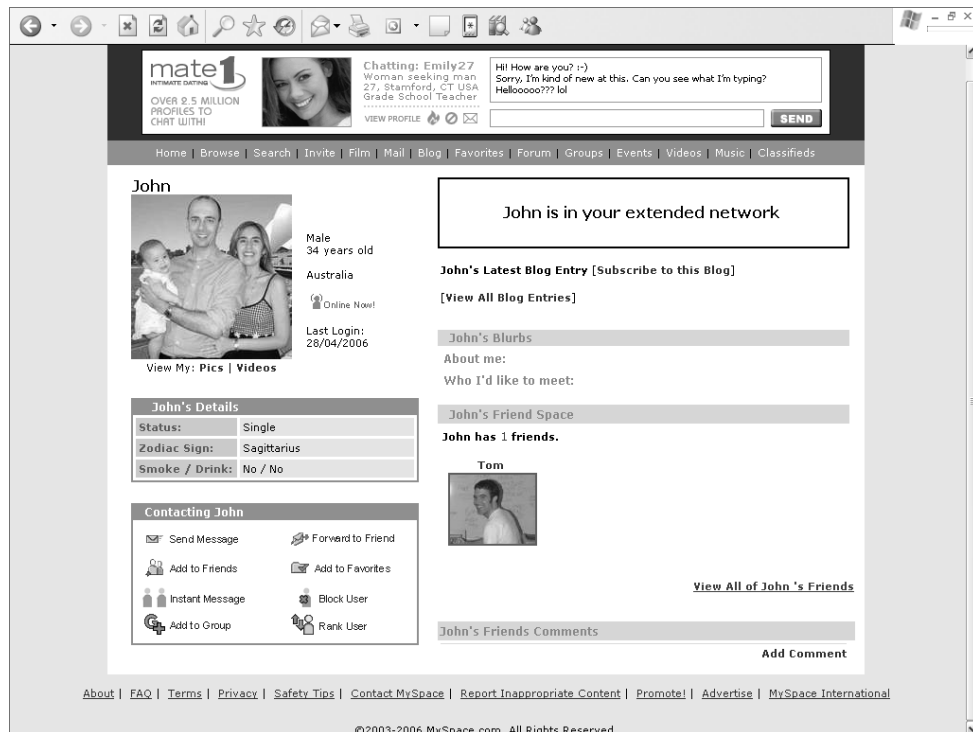 mate1
INTIMATE DATING
OVER 2.5 MILLION
PROFILES TO
CHAT WITH!
Chatting: Emily27
Woman seeking man
27, Stamford, CT USA
Grade School Teacher
VIEW PROFILE
Hi! How are you? :-)
Sorry, I'm kind of new at this. Can you see what I'm typing?
Hellooooo??? lol
SEND
Home | Browse | Search | Invite | Film | Mail | Blog | Favorites | Forum | Groups | Events | Videos | Music | Classifieds
John
Male
34 years old
Australia
Online Now!
Last Login:
28/04/2006
View My: Pics | Videos
John's Details
Status: Single
Zodiac Sign: Sagittarius
Smoke / Drink: No / No
Contacting John
Send Message Forward to Friend
Add to Friends Add to Favorites
Instant Message Block User
Add to Group Rank User
John is in your extended network
John's Latest Blog Entry [Subscribe to this Blog]
[View All Blog Entries]
John's Blurbs
About me:
Who I'd like to meet:
John's Friend Space
John has 1 friends.
Tom
View All of John 's Friends
John's Friends Comments
Add Comment
About | FAQ | Terms | Privacy | Safety Tips | Contact MySpace | Report Inappropriate Content | Promote! | Advertise | MySpace International
©2003-2006 MySpace.com. All Rights Reserved